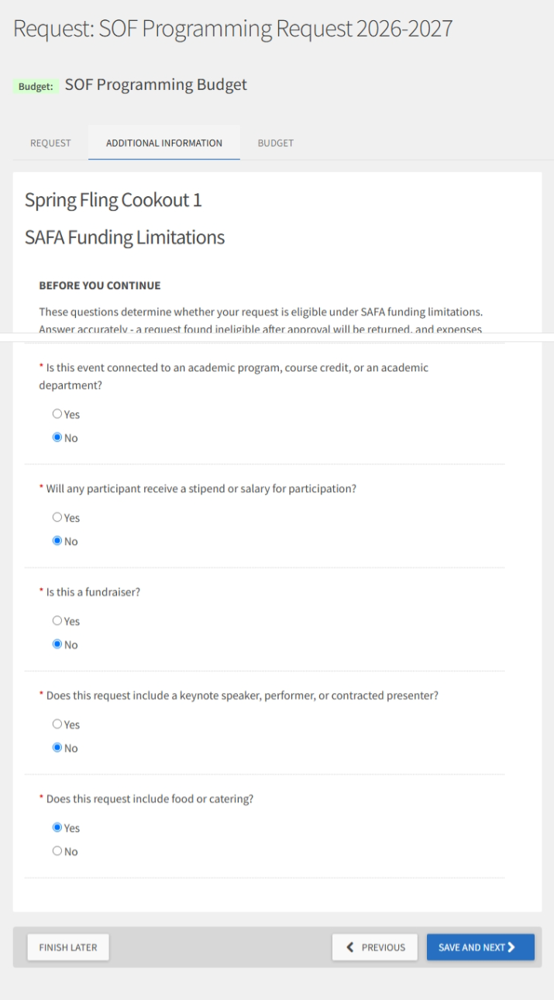 Request: SOF Programming Request 2026-2027
Budget: SOF Programming Budget
REQUEST ADDITIONAL INFORMATION BUDGET
Spring Fling Cookout 1
SAFA Funding Limitations
BEFORE YOU CONTINUE
These questions determine whether your request is eligible under SAFA funding limitations.
Answer accurately - a request found ineligible after approval will be returned, and expenses
* Is this event connected to an academic program, course credit, or an academic
department?
Yes
No
* Will any participant receive a stipend or salary for participation?
Yes
No
* Is this a fundraiser?
Yes
No
* Does this request include a keynote speaker, performer, or contracted presenter?
Yes
No
* Does this request include food or catering?
Yes
No
FINISH LATER PREVIOUS SAVE AND NEXT